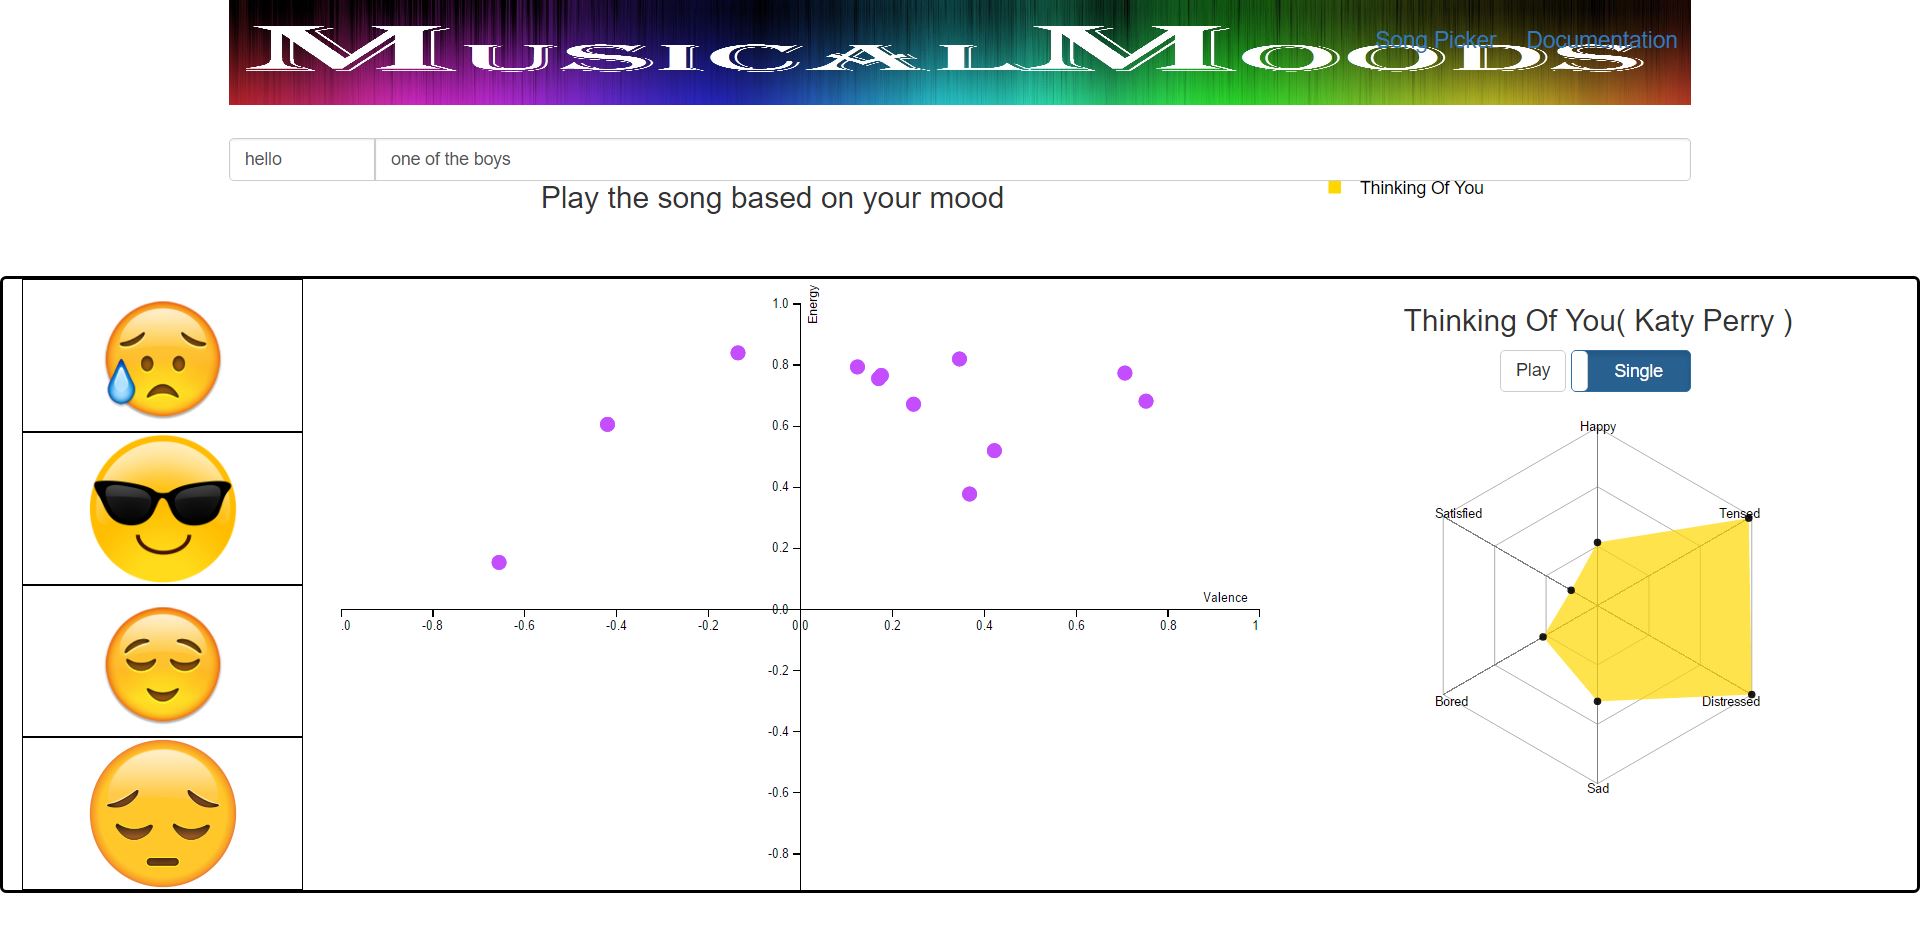 MusicalMoods
Song Picker Documentation
hello one of the boys
Play the song based on your mood
Thinking Of You
Energy
1.0
0.8
0.6
0.4
0.2
0.0
-0.2
-0.4
-0.6
-0.8
Valence
.0 -0.8 -0.6 -0.4 -0.2 0.0 0.2 0.4 0.6 0.8 1
Thinking Of You( Katy Perry )
Play Single
Happy
Satisfied Tensed
Bored Distressed
Sad